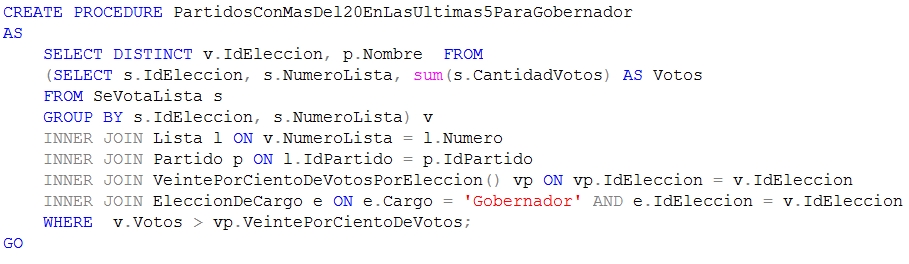 CREATE PROCEDURE PartidosConMasDel20EnLasUltimas5ParaGobernador
AS
SELECT DISTINCT v.IdEleccion, p.Nombre  FROM
(SELECT s.IdEleccion, s.NumeroLista, sum(s.CantidadVotos) AS Votos
FROM SeVotaLista s
GROUP BY s.IdEleccion, s.NumeroLista) v
INNER JOIN Lista l ON v.NumeroLista = l.Numero
INNER JOIN Partido p ON l.IdPartido = p.IdPartido
INNER JOIN VeintePorCientoDeVotosPorEleccion() vp ON vp.IdEleccion = v.IdEleccion
INNER JOIN EleccionDeCargo e ON e.Cargo = 'Gobernador' AND e.IdEleccion = v.IdEleccion
WHERE  v.Votos > vp.VeintePorCientoDeVotos;
GO